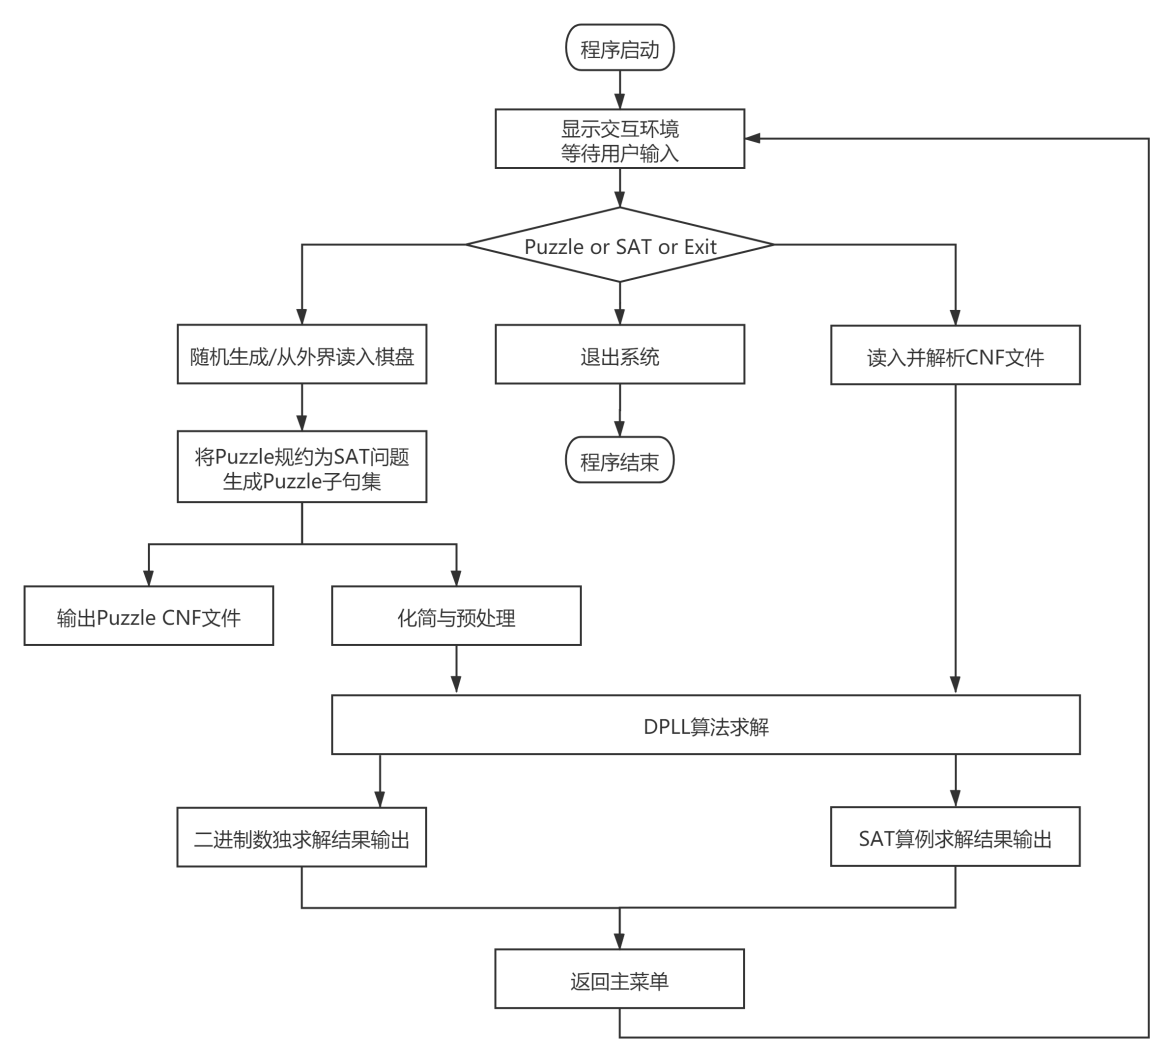 程序启动
显示交互环境
等待用户输入
Puzzle or SAT or Exit
随机生成/从外界读入棋盘
退出系统
读入并解析CNF文件
将Puzzle规约为SAT问题
生成Puzzle子句集
程序结束
输出Puzzle CNF文件
化简与预处理
DPLL算法求解
二进制数独求解结果输出
SAT算例求解结果输出
返回主菜单